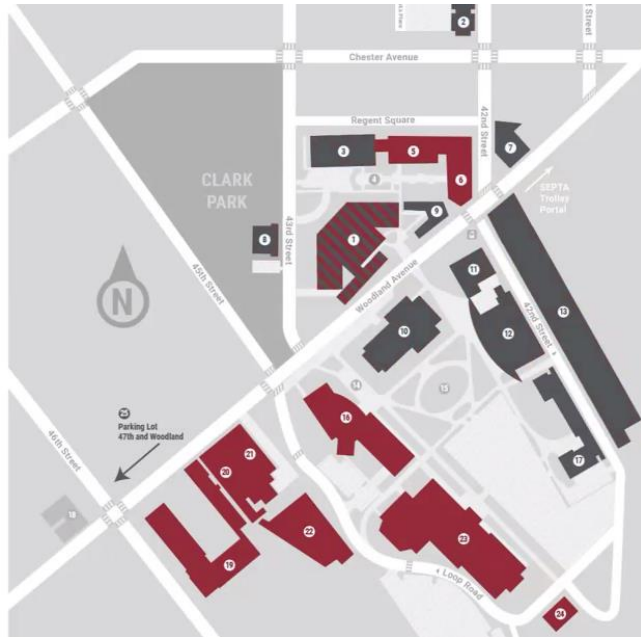 2
Chester Avenue
Regent Square
42nd Street
3
5
4
6
7
SEPTA
Trolley
Portal
CLARK
PARK
8
43rd Street
1
9
11
Woodland Avenue
10
12
42nd Street
13
45th Street
N
14
15
16
25
Parking Lot
47th and Woodland
46th Street
21
20
17
18
22
23
19
Loop Road
24